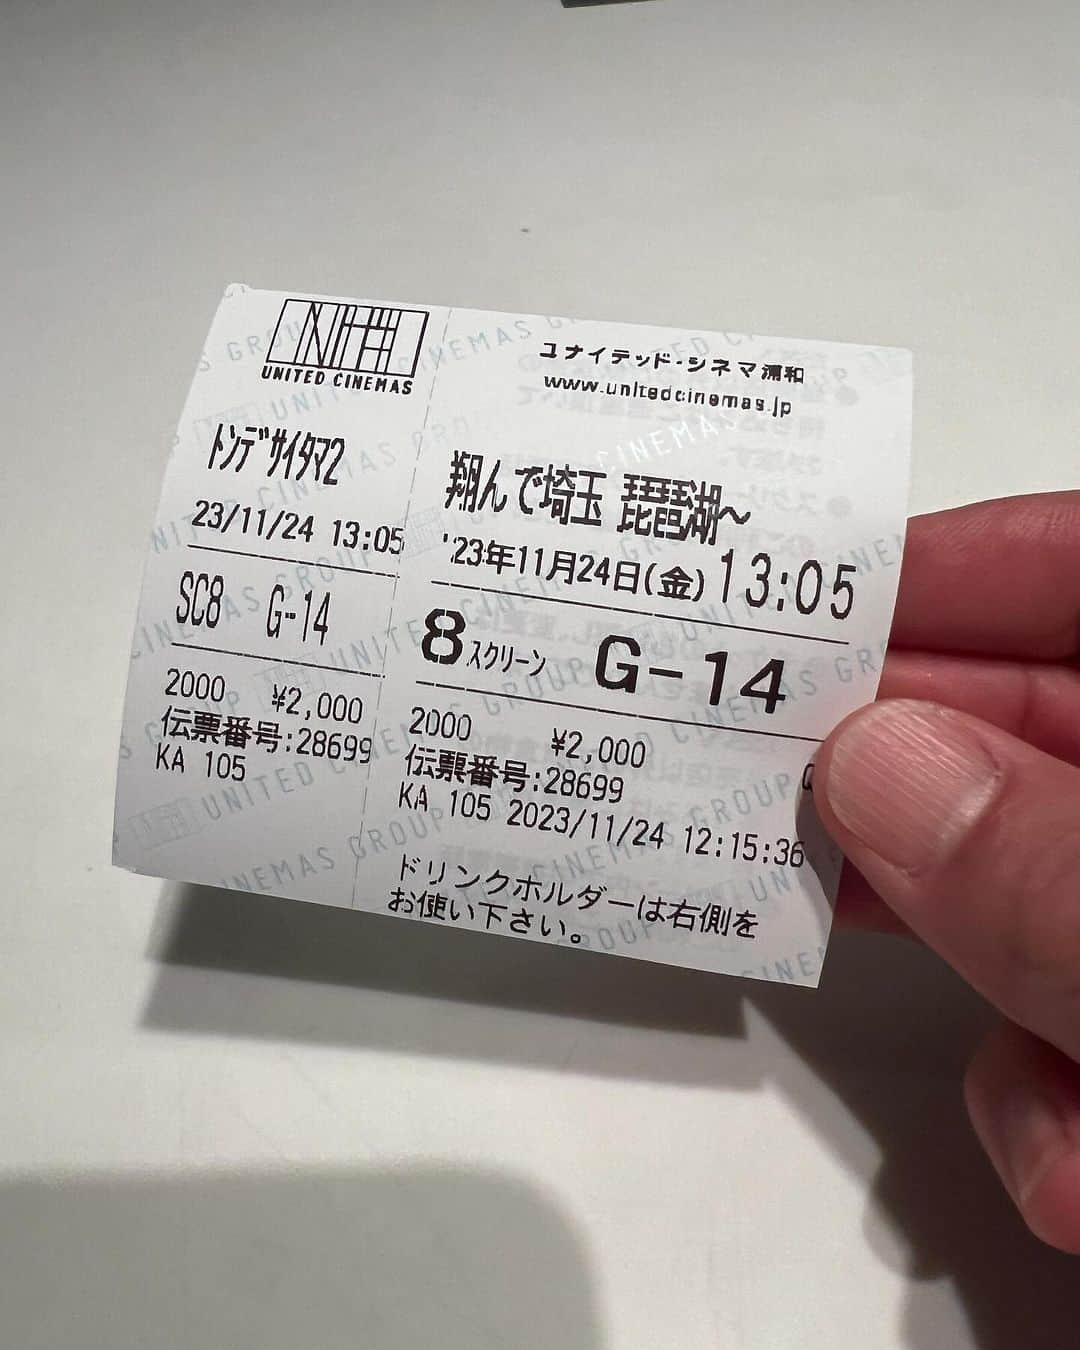 UNITED CINEMAS
トンデサイタマ2
23/11/24 13:05
SC8 G-14
2000 ¥2,000
伝票番号:28699
KA 105
ユナイテッド・シネマ浦和
www.unitedcinemas.jp
翔んで埼玉 琵琶湖~
'23年11月24日(金) 13:05
8スクリーン G-14
2000 ¥2,000
伝票番号:28699
KA 105 2023/11/24 12:15:36
ドリンクホルダーは右側を
お使い下さい。